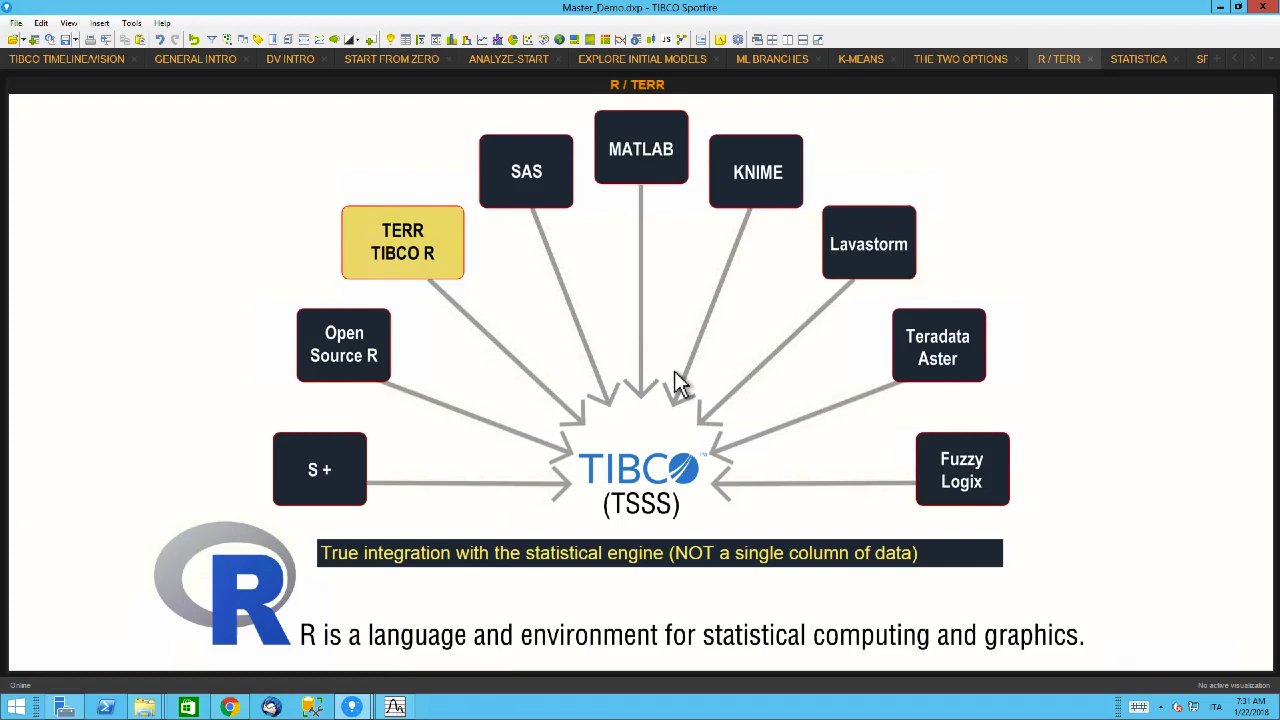 Master_Demo.dxp - TIBCO Spotfire
File Edit View Insert Tools Help
TIBCO TIMELINE/VISION GENERAL INTRO DV INTRO START FROM ZERO ANALYZE-START EXPLORE INITIAL MODELS ML BRANCHES K-MEANS THE TWO OPTIONS R / TERR STATISTICA SF
R / TERR
MATLAB
SAS
KNIME
TERR
TIBCO R
Lavastorm
Open
Source R
Teradata
Aster
S +
Fuzzy
Logix
TIBCO™
(TSSS)
True integration with the statistical engine (NOT a single column of data)
R
R is a language and environment for statistical computing and graphics.
Online
No active visualization
ITA
7:31 AM
1/22/2018